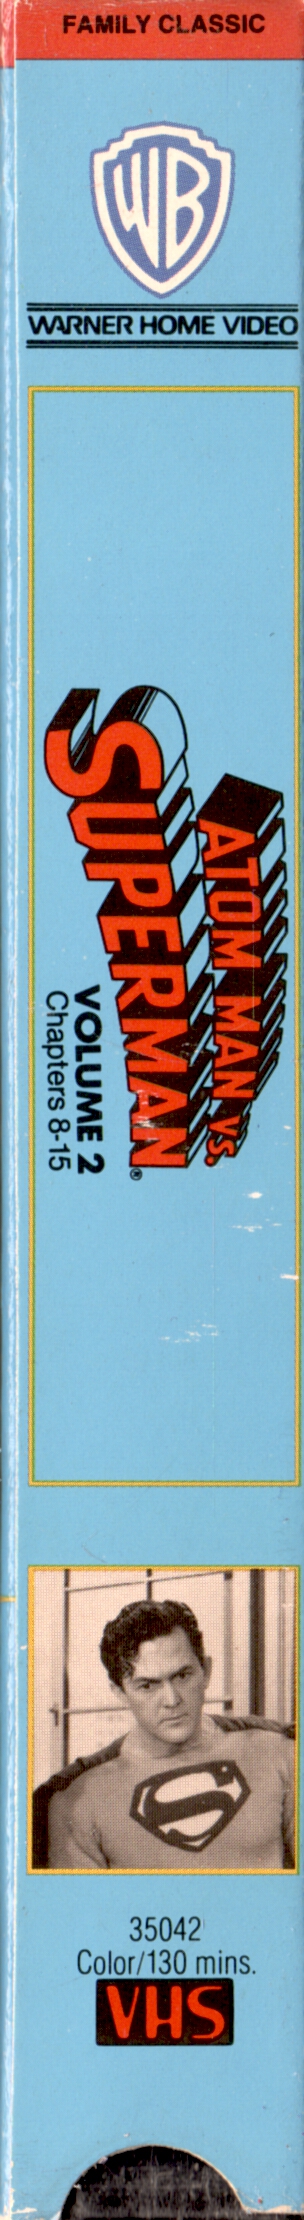 FAMILY CLASSIC
WB
WARNER HOME VIDEO
ATOM MAN VS.
SUPERMAN®
VOLUME 2
Chapters 8-15
S
35042
Color/130 mins.
VHS